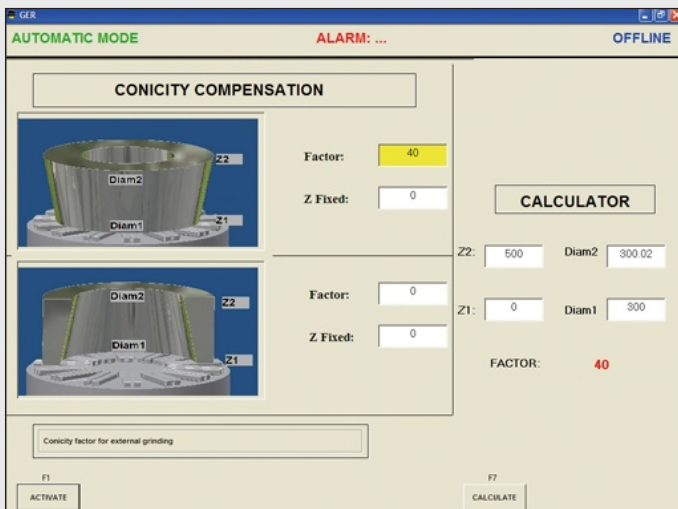 GER
AUTOMATIC MODE ALARM: ... OFFLINE
CONICITY COMPENSATION
Z2
Diam2
Diam1
Z1
Factor: 40
Z Fixed: 0
Diam2
Z2
Diam1
Z1
Factor: 0
Z Fixed: 0
CALCULATOR
Z2: 500 Diam2 300.02
Z1: 0 Diam1 300
FACTOR: 40
Conicity factor for external grinding
F1
ACTIVATE
F7
CALCULATE